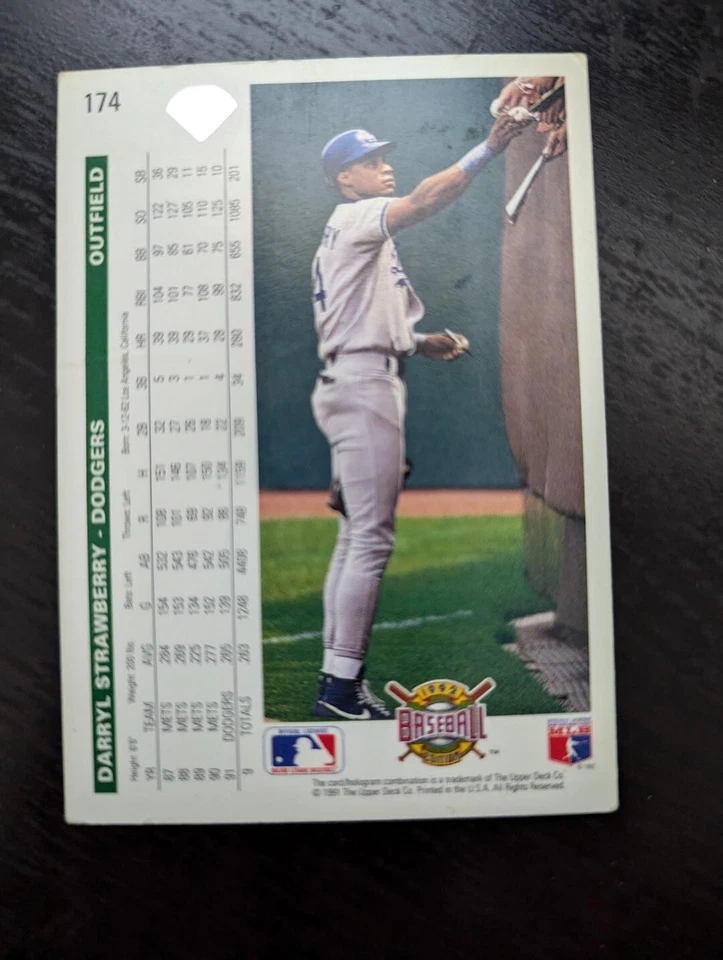 174
DARRYL STRAWBERRY - DODGERS OUTFIELD
Height: 6'6" Weight: 200 lbs. Bats: Left Throws: Left Born: 3-12-62 Los Angeles, California
YR TEAM AVG G AB R H 2B 3B HR RBI BB SO SB
87 METS 284 154 532 108 151 32 5 39 104 97 122 36
88 METS 269 153 543 101 146 27 3 39 101 85 127 29
89 METS 225 134 476 69 107 26 1 29 77 61 105 11
90 METS 277 152 542 92 150 18 1 37 108 70 110 15
91 DODGERS 265 139 505 86 134 22 4 28 99 75 125 10
9 TOTALS 263 1248 4408 748 1159 209 34 280 832 655 1085 201
RY
4
1992
BASEBALL
EDITION
TM
MLB
The card/hologram combination is a trademark of The Upper Deck Co.
© 1991 The Upper Deck Co. Printed in the U.S.A. All Rights Reserved.